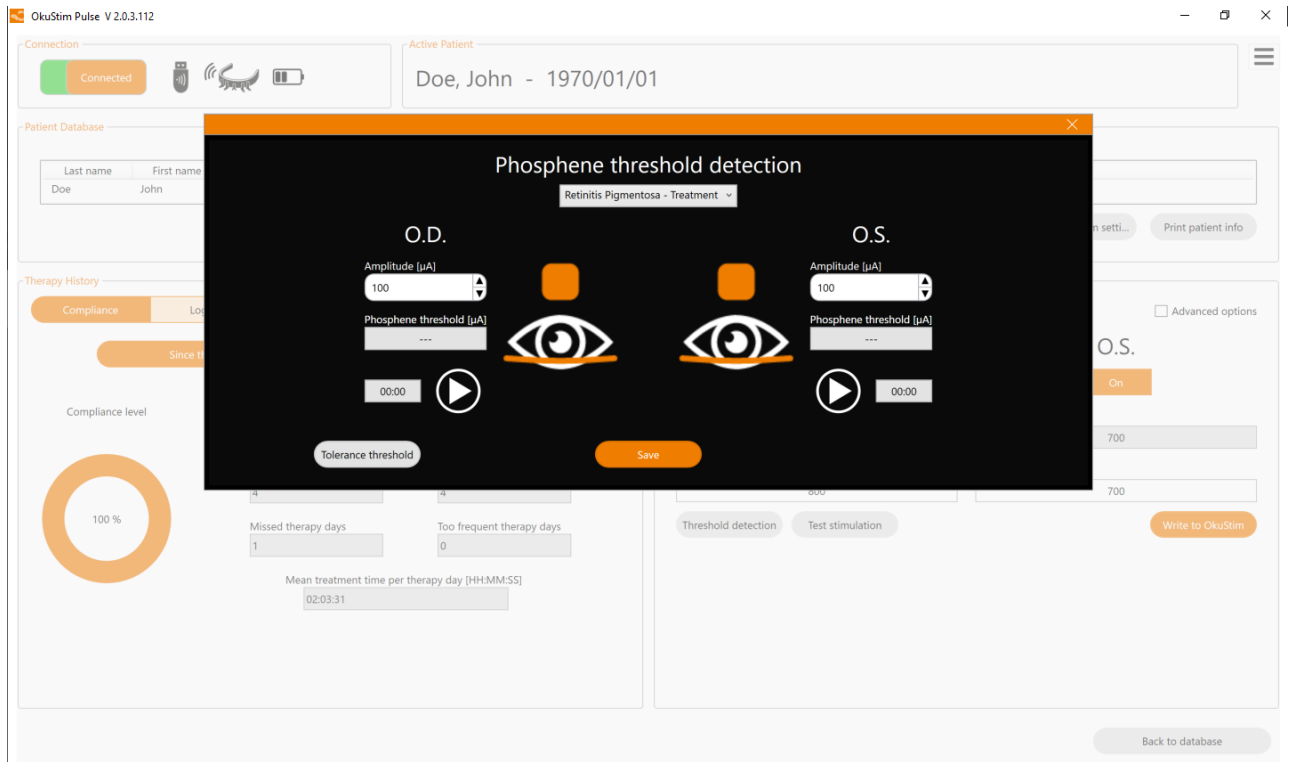 OkuStim Pulse V 2.0.3.112
Connection
Connected
Active Patient
Doe, John - 1970/01/01
Patient Database
Last name First name
Doe John
n setti...
Print patient info
Phosphene threshold detection
Retinitis Pigmentosa - Treatment
O.D.
Amplitude [µA]
100
Phosphene threshold [µA]
---
00:00
O.S.
Amplitude [µA]
100
Phosphene threshold [µA]
---
00:00
Tolerance threshold
Save
Therapy History
Compliance
Log
Since th
Compliance level
100 %
4
4
Missed therapy days
1
Too frequent therapy days
0
Mean treatment time per therapy day [HH:MM:SS]
02:03:31
Advanced options
O.S.
On
700
800
700
Threshold detection
Test stimulation
Write to OkuStim
Back to database